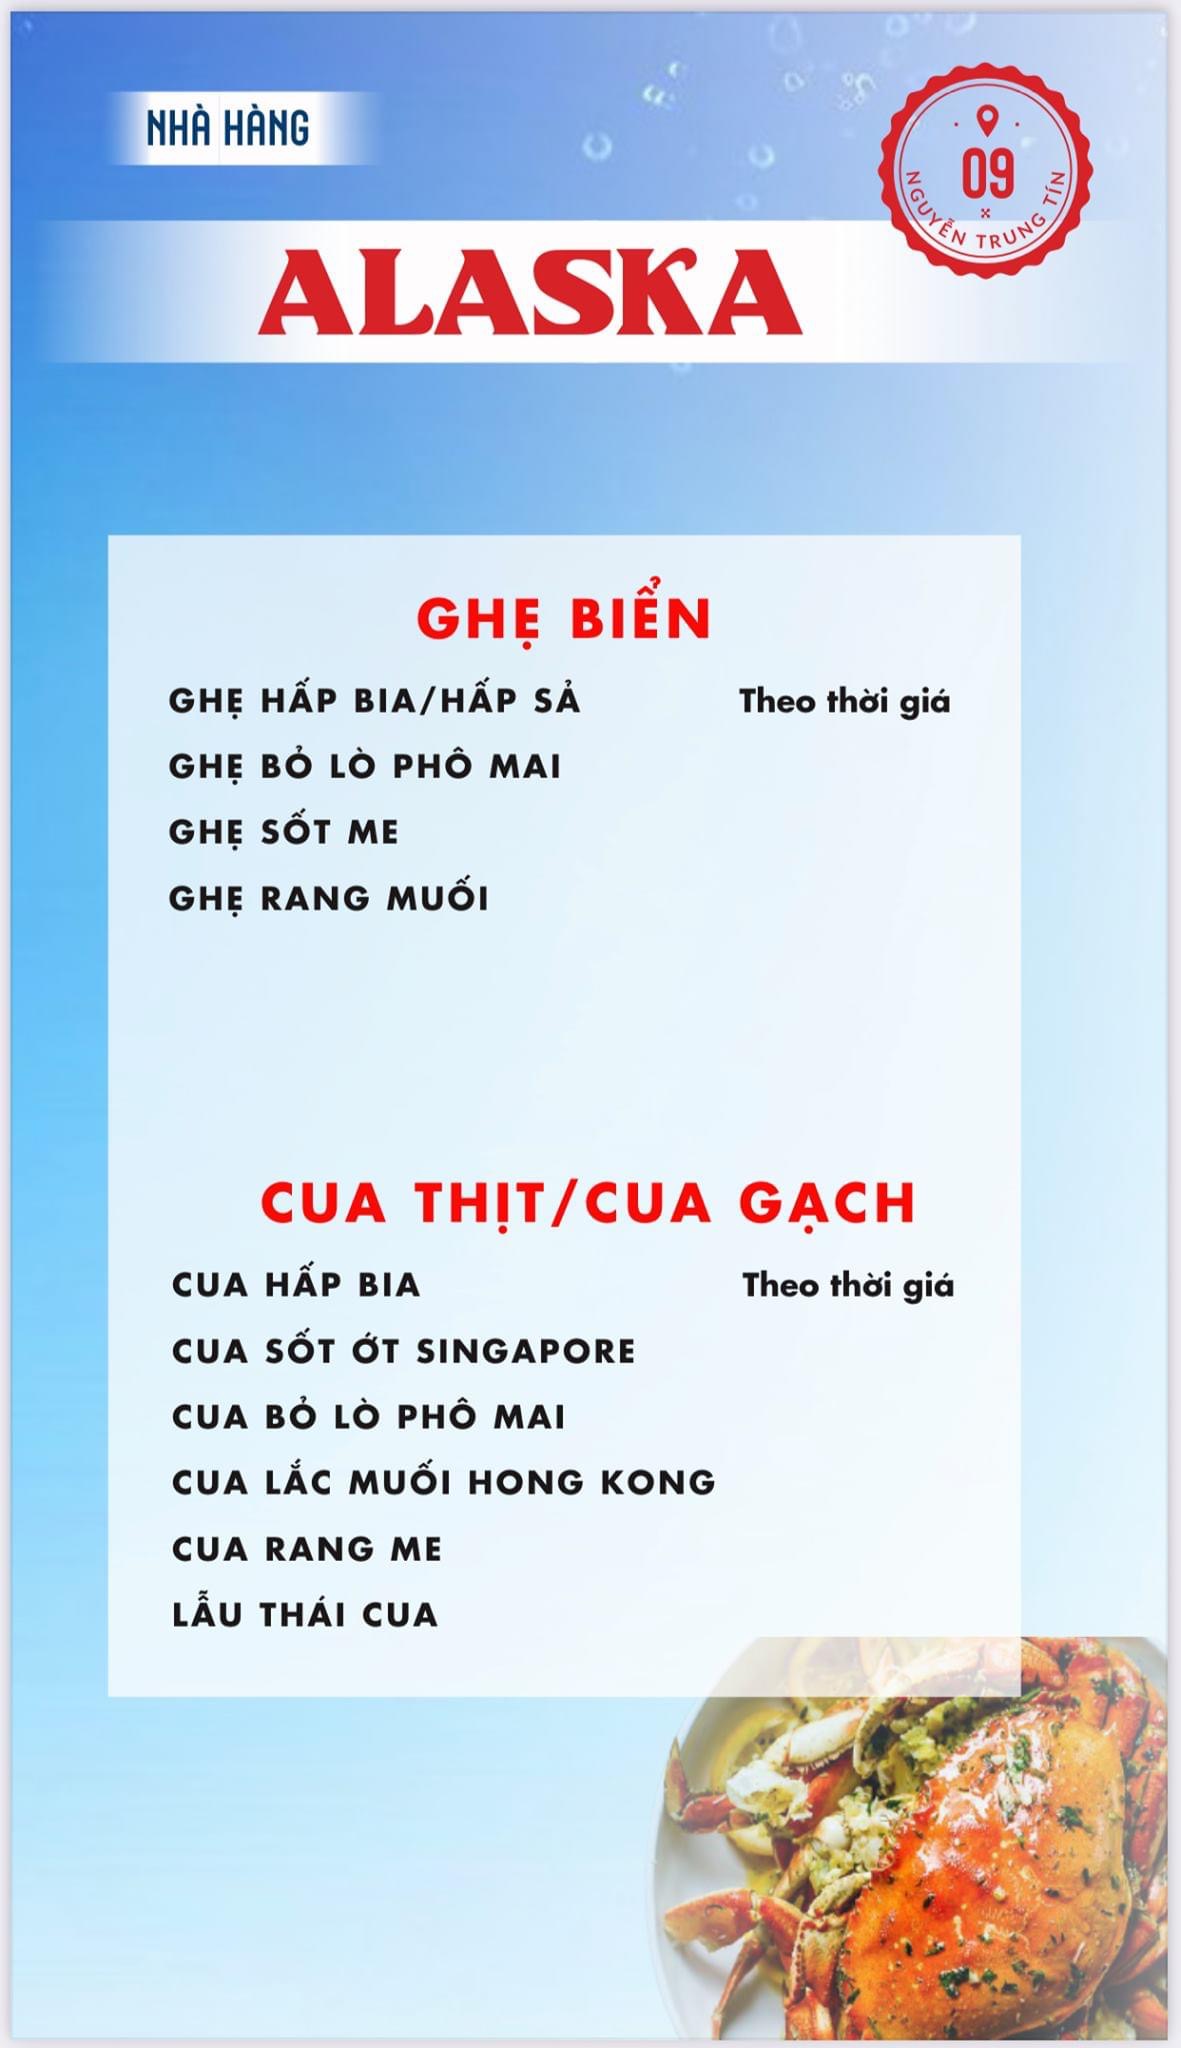 NHÀ HÀNG
09
NGUYỄN TRUNG TÍN
ALASKA
GHẸ BIỂN
GHẸ HẤP BIA/HẤP SẢ Theo thời giá
GHẸ BỎ LÒ PHÔ MAI
GHẸ SỐT ME
GHẸ RANG MUỐI
CUA THỊT/CUA GẠCH
CUA HẤP BIA Theo thời giá
CUA SỐT ỚT SINGAPORE
CUA BỎ LÒ PHÔ MAI
CUA LẮC MUỐI HONG KONG
CUA RANG ME
LẪU THÁI CUA